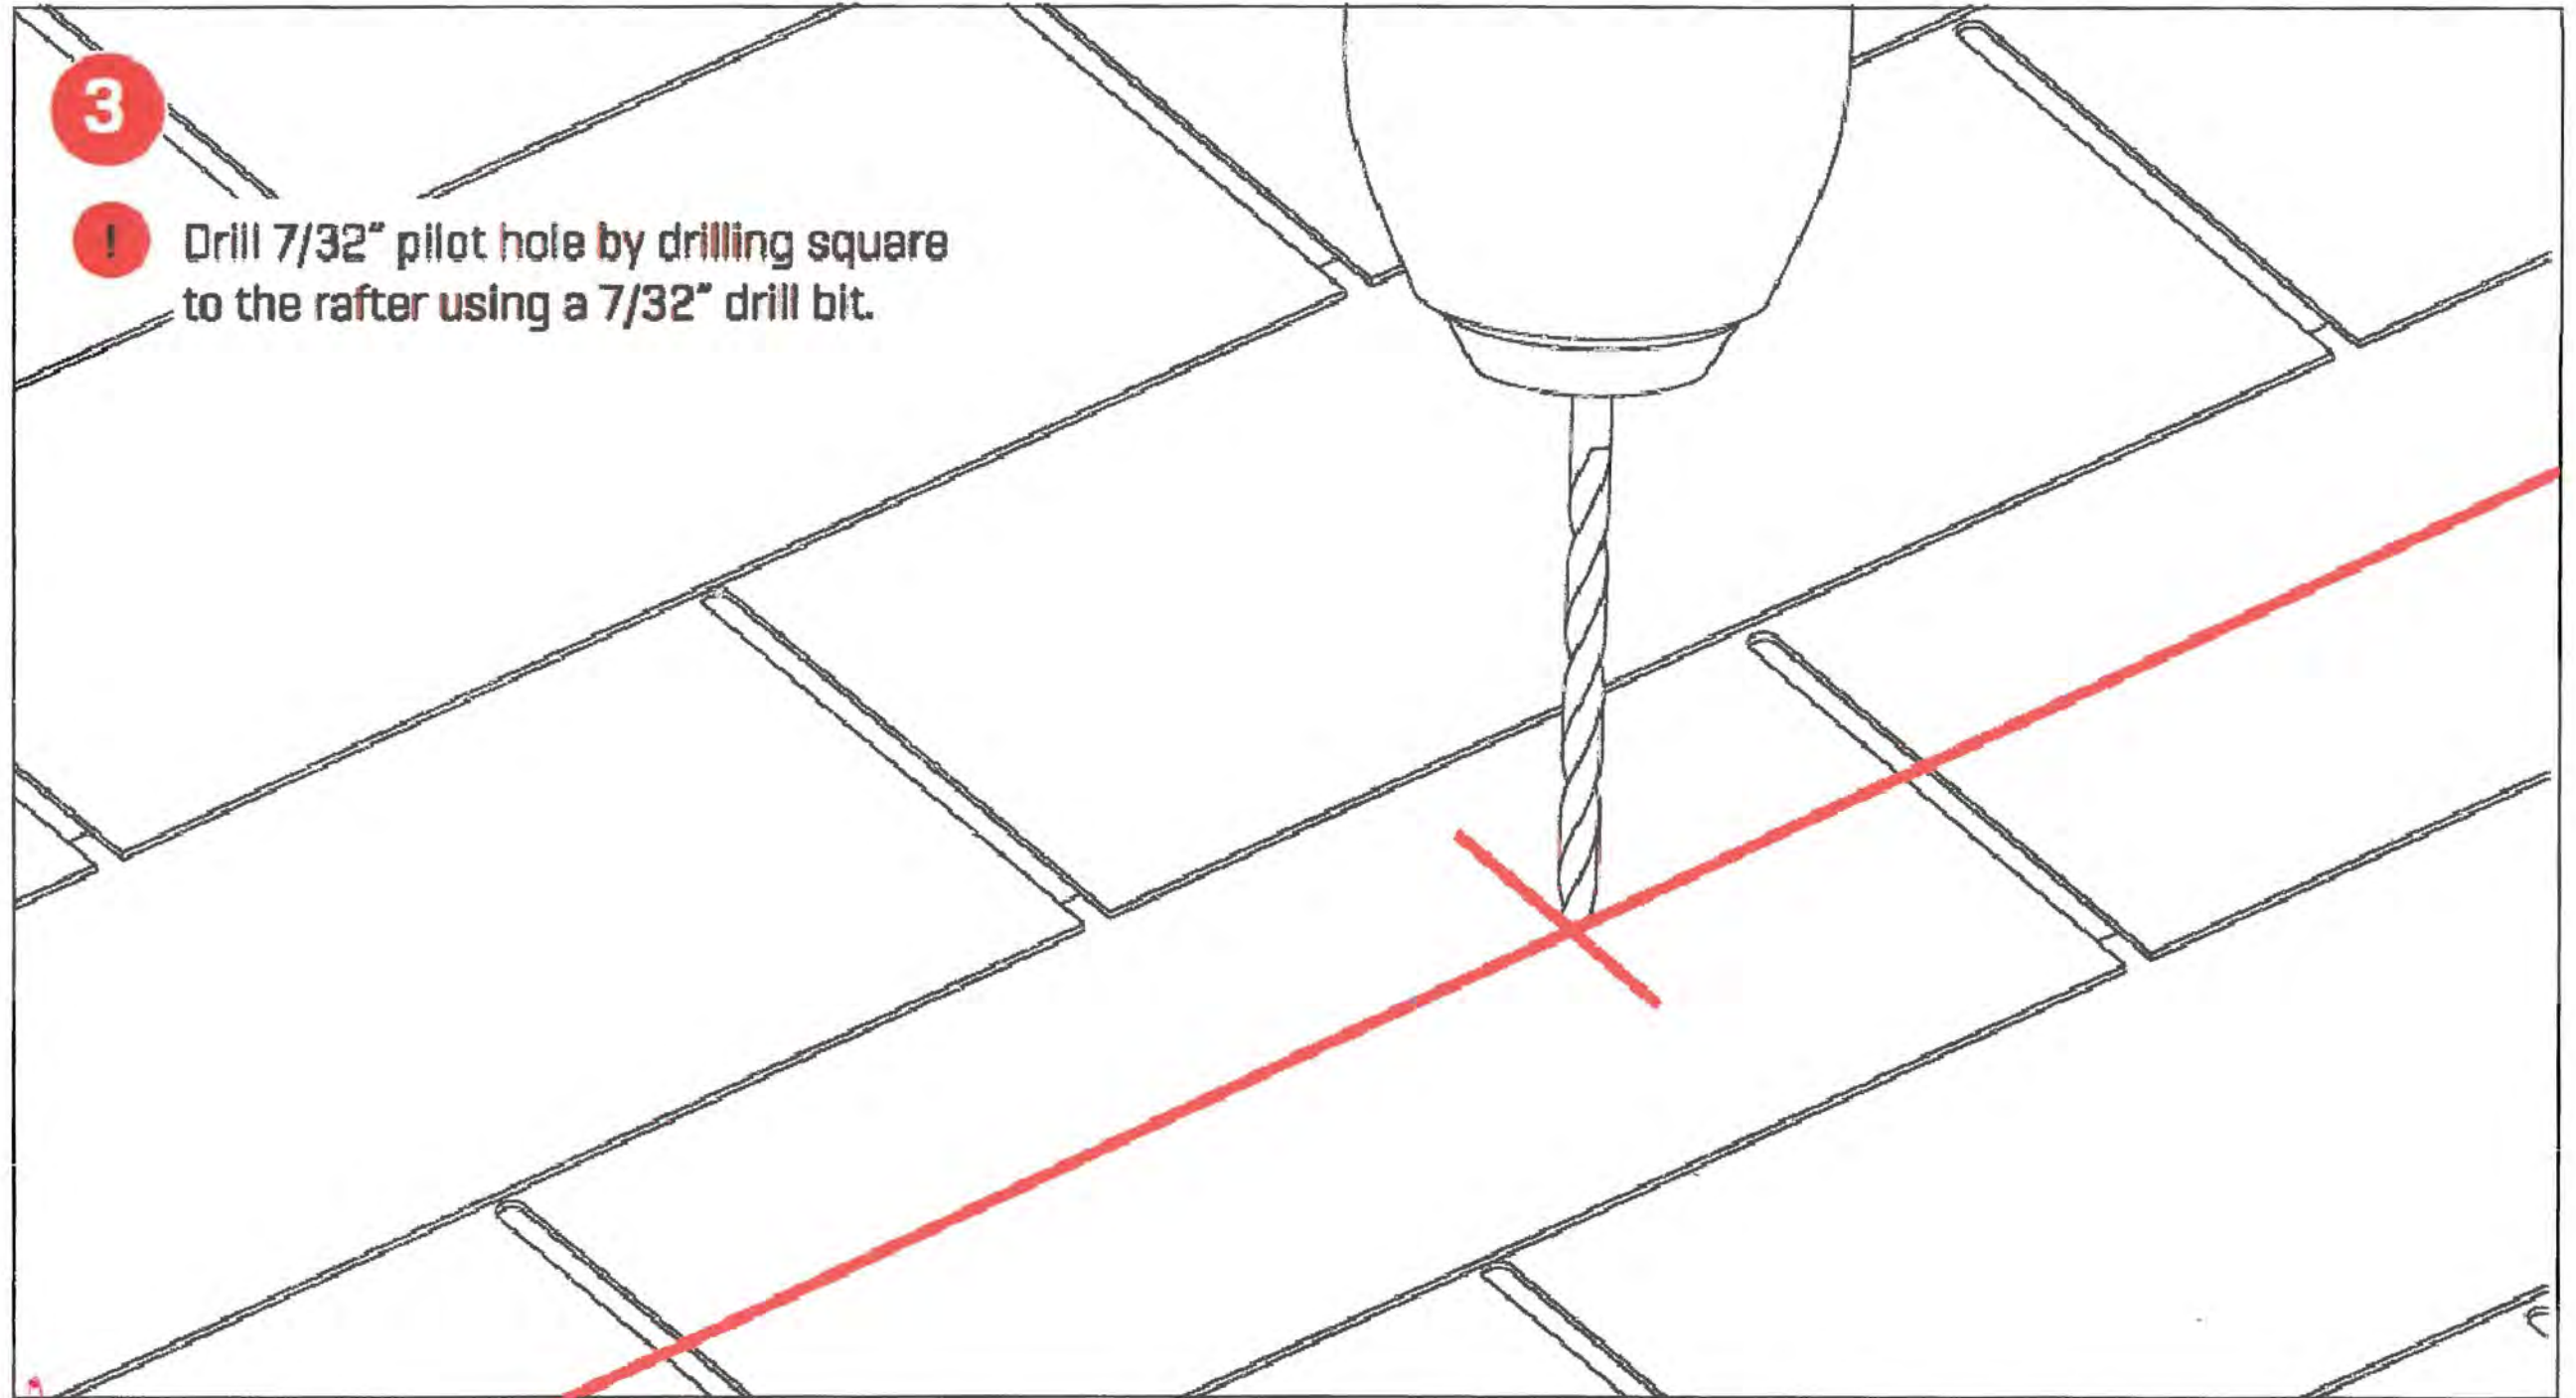 3
! Drill 7/32" pilot hole by drilling square
to the rafter using a 7/32" drill bit.